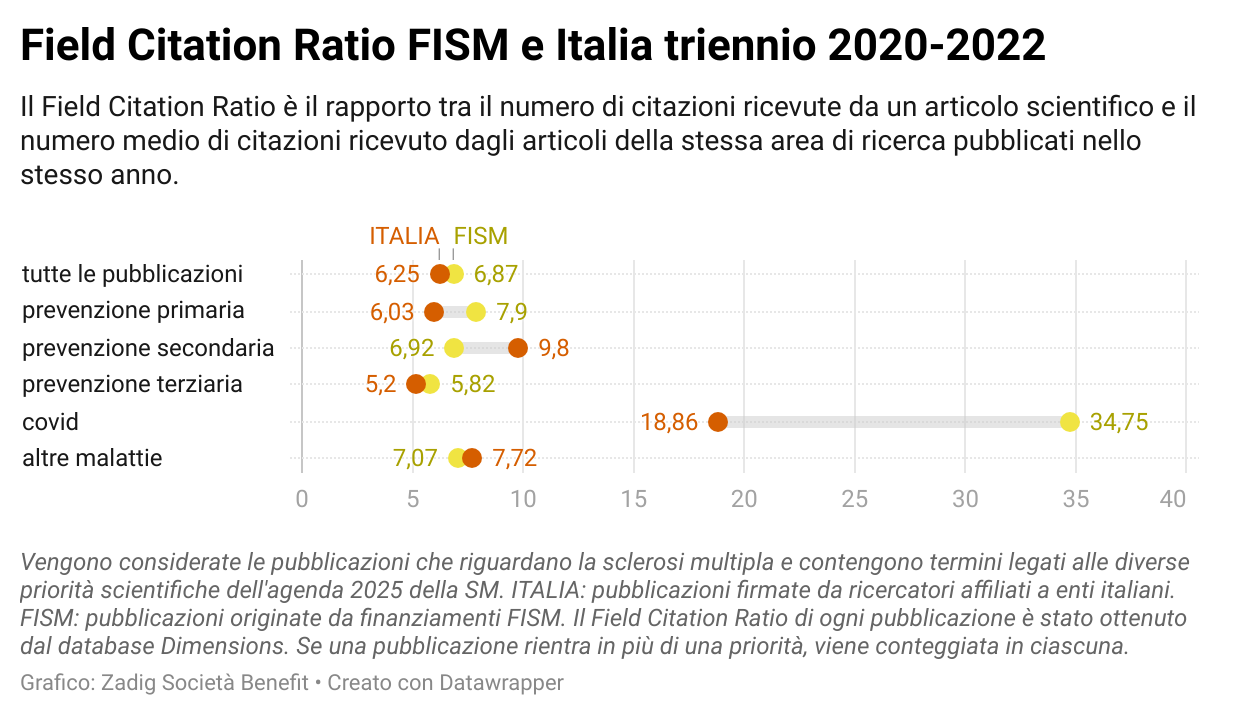 Field Citation Ratio FISM e Italia triennio 2020-2022
Il Field Citation Ratio è il rapporto tra il numero di citazioni ricevute da un articolo scientifico e il
numero medio di citazioni ricevuto dagli articoli della stessa area di ricerca pubblicati nello
stesso anno.
ITALIA FISM
tutte le pubblicazioni 6,25 6,87
prevenzione primaria 6,03 7,9
prevenzione secondaria 6,92 9,8
prevenzione terziaria 5,2 5,82
covid 18,86 34,75
altre malattie 7,07 7,72
0 5 10 15 20 25 30 35 40
Vengono considerate le pubblicazioni che riguardano la sclerosi multipla e contengono termini legati alle diverse
priorità scientifiche dell'agenda 2025 della SM. ITALIA: pubblicazioni firmate da ricercatori affiliati a enti italiani.
FISM: pubblicazioni originate da finanziamenti FISM. Il Field Citation Ratio di ogni pubblicazione è stato ottenuto
dal database Dimensions. Se una pubblicazione rientra in più di una priorità, viene conteggiata in ciascuna.
Grafico: Zadig Società Benefit • Creato con Datawrapper